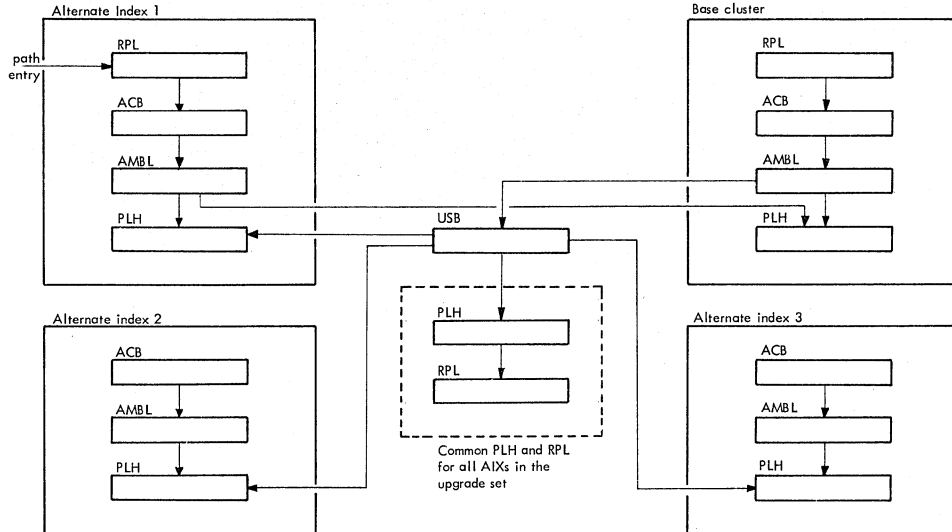 Alternate Index 1
path
entry
RPL
ACB
AMBL
PLH
Base cluster
RPL
ACB
AMBL
PLH
USB
PLH
RPL
Common PLH and RPL
for all AIXs in the
upgrade set
Alternate index 2
ACB
AMBL
PLH
Alternate index 3
ACB
AMBL
PLH